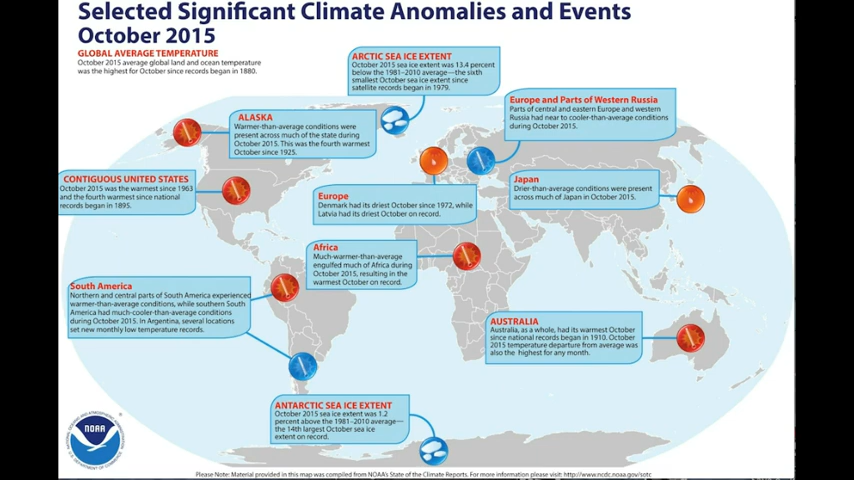 Selected Significant Climate Anomalies and Events
October 2015
GLOBAL AVERAGE TEMPERATURE
October 2015 average global land and ocean temperature
was the highest for October since records began in 1880.
ARCTIC SEA ICE EXTENT
October 2015 sea ice extent was 13.4 percent
below the 1981–2010 average—the sixth
smallest October sea ice extent since
satellite records began in 1979.
ALASKA
Warmer-than-average conditions were
present across much of the state during
October 2015. This was the fourth warmest
October since 1925.
Europe and Parts of Western Russia
Parts of central and eastern Europe and western
Russia had near to cooler-than-average conditions
during October 2015.
CONTIGUOUS UNITED STATES
October 2015 was the warmest since 1963
and the fourth warmest since national
records began in 1895.
Europe
Denmark had its driest October since 1972, while
Latvia had its driest October on record.
Japan
Drier-than-average conditions were present
across much of Japan in October 2015.
Africa
Much-warmer-than-average
engulfed much of Africa during
October 2015, resulting in the
warmest October on record.
South America
Northern and central parts of South America experienced
warmer-than-average conditions, while southern South
America had much-cooler-than-average conditions
during October 2015. In Argentina, several locations
set new monthly low temperature records.
AUSTRALIA
Australia, as a whole, had its warmest October
since national records began in 1910. October
2015 temperature departure from average was
also the highest for any month.
ANTARCTIC SEA ICE EXTENT
October 2015 sea ice extent was 1.2
percent above the 1981–2010 average—
the 14th largest October sea ice
extent on record.
NOAA
Please Note: Material provided in this map was compiled from NOAA's State of the Climate Reports. For more information please visit: http://www.ncdc.noaa.gov/sotc